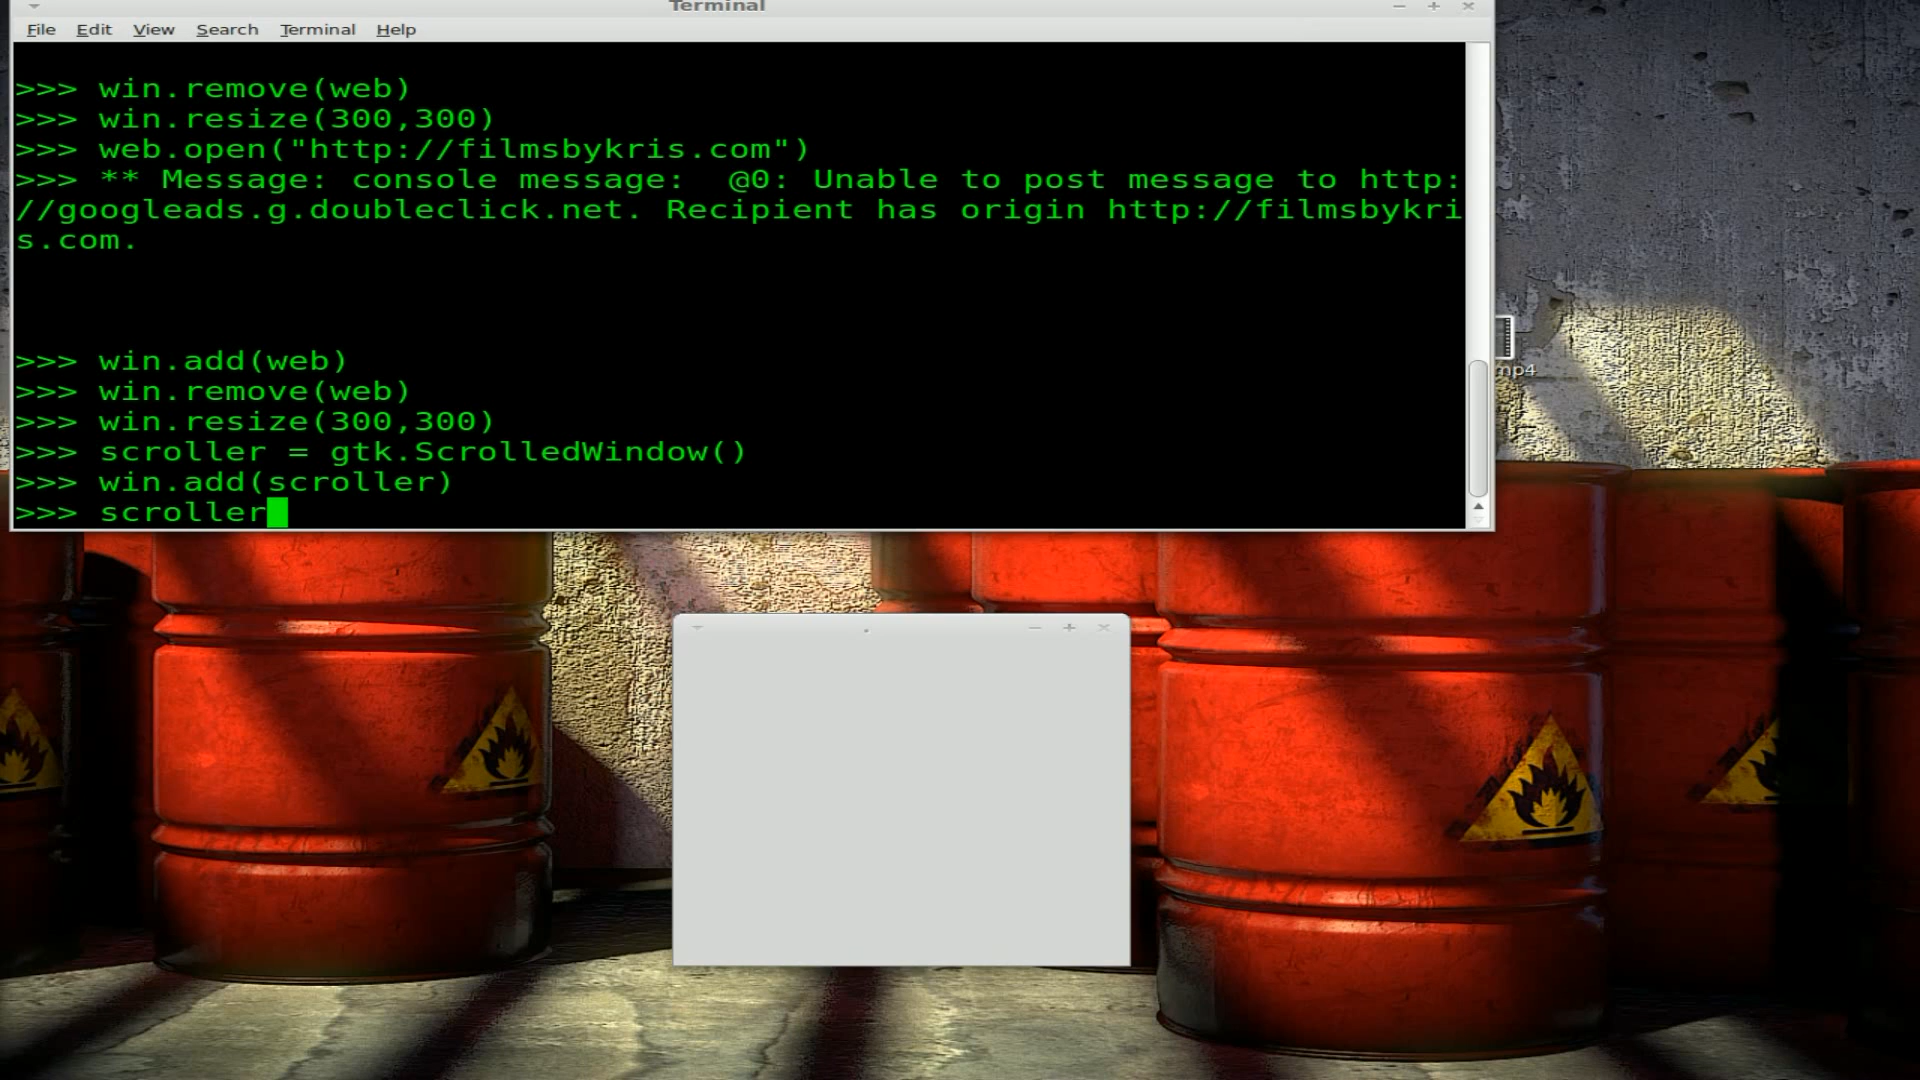 Terminal
File Edit View Search Terminal Help
>>> win.remove(web)
>>> win.resize(300,300)
>>> web.open("http://filmsbykris.com")
>>> ** Message: console message:  @0: Unable to post message to http:
//googleads.g.doubleclick.net. Recipient has origin http://filmsbykri
s.com.
>>> win.add(web)
>>> win.remove(web)
>>> win.resize(300,300)
>>> scroller = gtk.ScrolledWindow()
>>> win.add(scroller)
>>> scroller
mp4